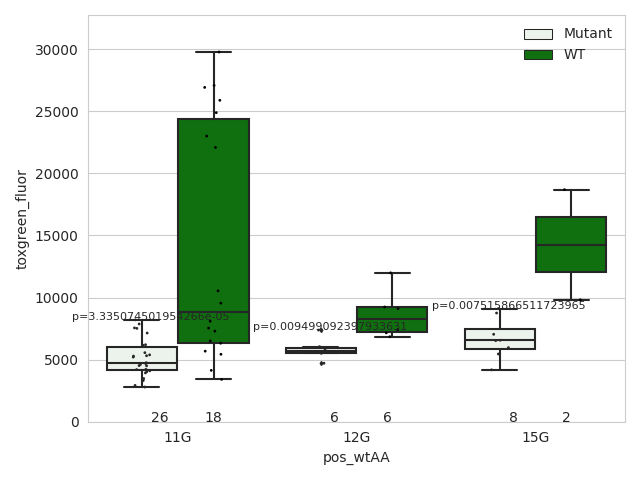 Mutant
WT
30000
25000
20000
15000
10000
5000
0
toxgreen_fluor
p=3.335074501954266e-05
p=0.009499092397933631
p=0.007515866511723965
26 18 6 6 8 2
11G 12G 15G
pos_wtAA